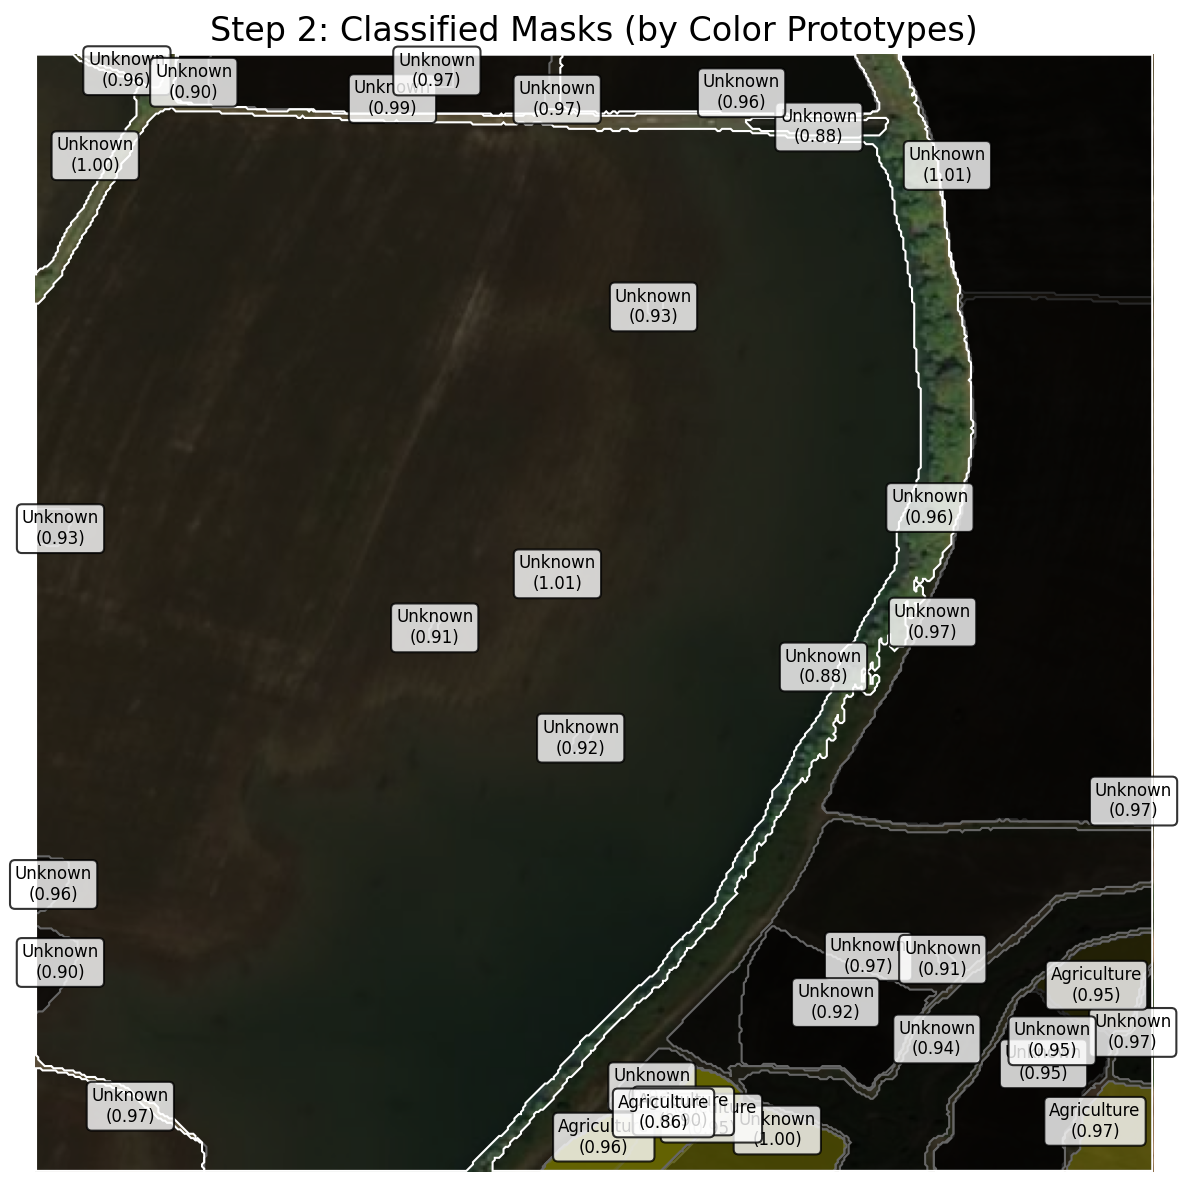 Step 2: Classified Masks (by Color Prototypes)
Unknown
(0.96)
Unknown
(0.90)
Unknown
(0.97)
(0.99)
Unknown
(0.97)
Unknown
(0.96)
Unknown
(0.88)
Unknown
(1.00)
Unknown
(1.01)
Unknown
(0.93)
Unknown
(0.96)
Unknown
(0.93)
Unknown
(1.01)
Unknown
(0.91)
Unknown
(0.97)
Unknown
(0.88)
Unknown
(0.92)
Unknown
(0.97)
Unknown
(0.96)
Unknown
(0.90)
Unknown
(0.97)
Unknown
(0.91)
Agriculture
(0.95)
Unknown
(0.92)
Unknown
(0.94)
Unknown
(0.95)
Unknown
(0.97)
(0.95)
Unknown
(0.97)
Unknown
Agriculture
(0.86)
(0.96)
Unknown
(1.00)
Agriculture
(0.97)